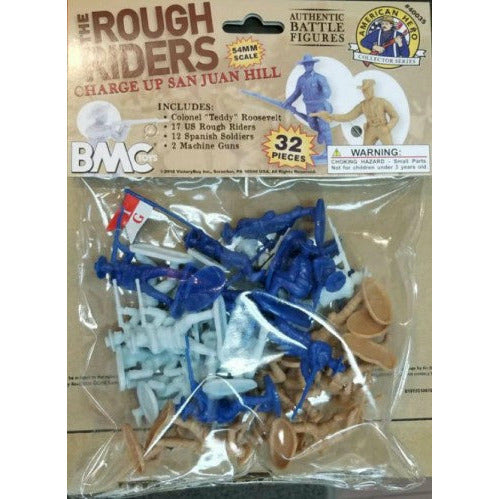 THE
ROUGH
RIDERS
54MM
SCALE
CHARGE UP SAN JUAN HILL
AUTHENTIC
BATTLE
FIGURES
AMERICAN HERO
COLLECTOR SERIES
#40035
INCLUDES:
• Colonel "Teddy" Roosevelt
• 17 US Rough Riders
• 12 Spanish Soldiers
• 2 Machine Guns
32
PIECES
BMC
TOYS
WARNING:
CHOKING HAZARD - Small Parts
Not for children under 3 years old
G